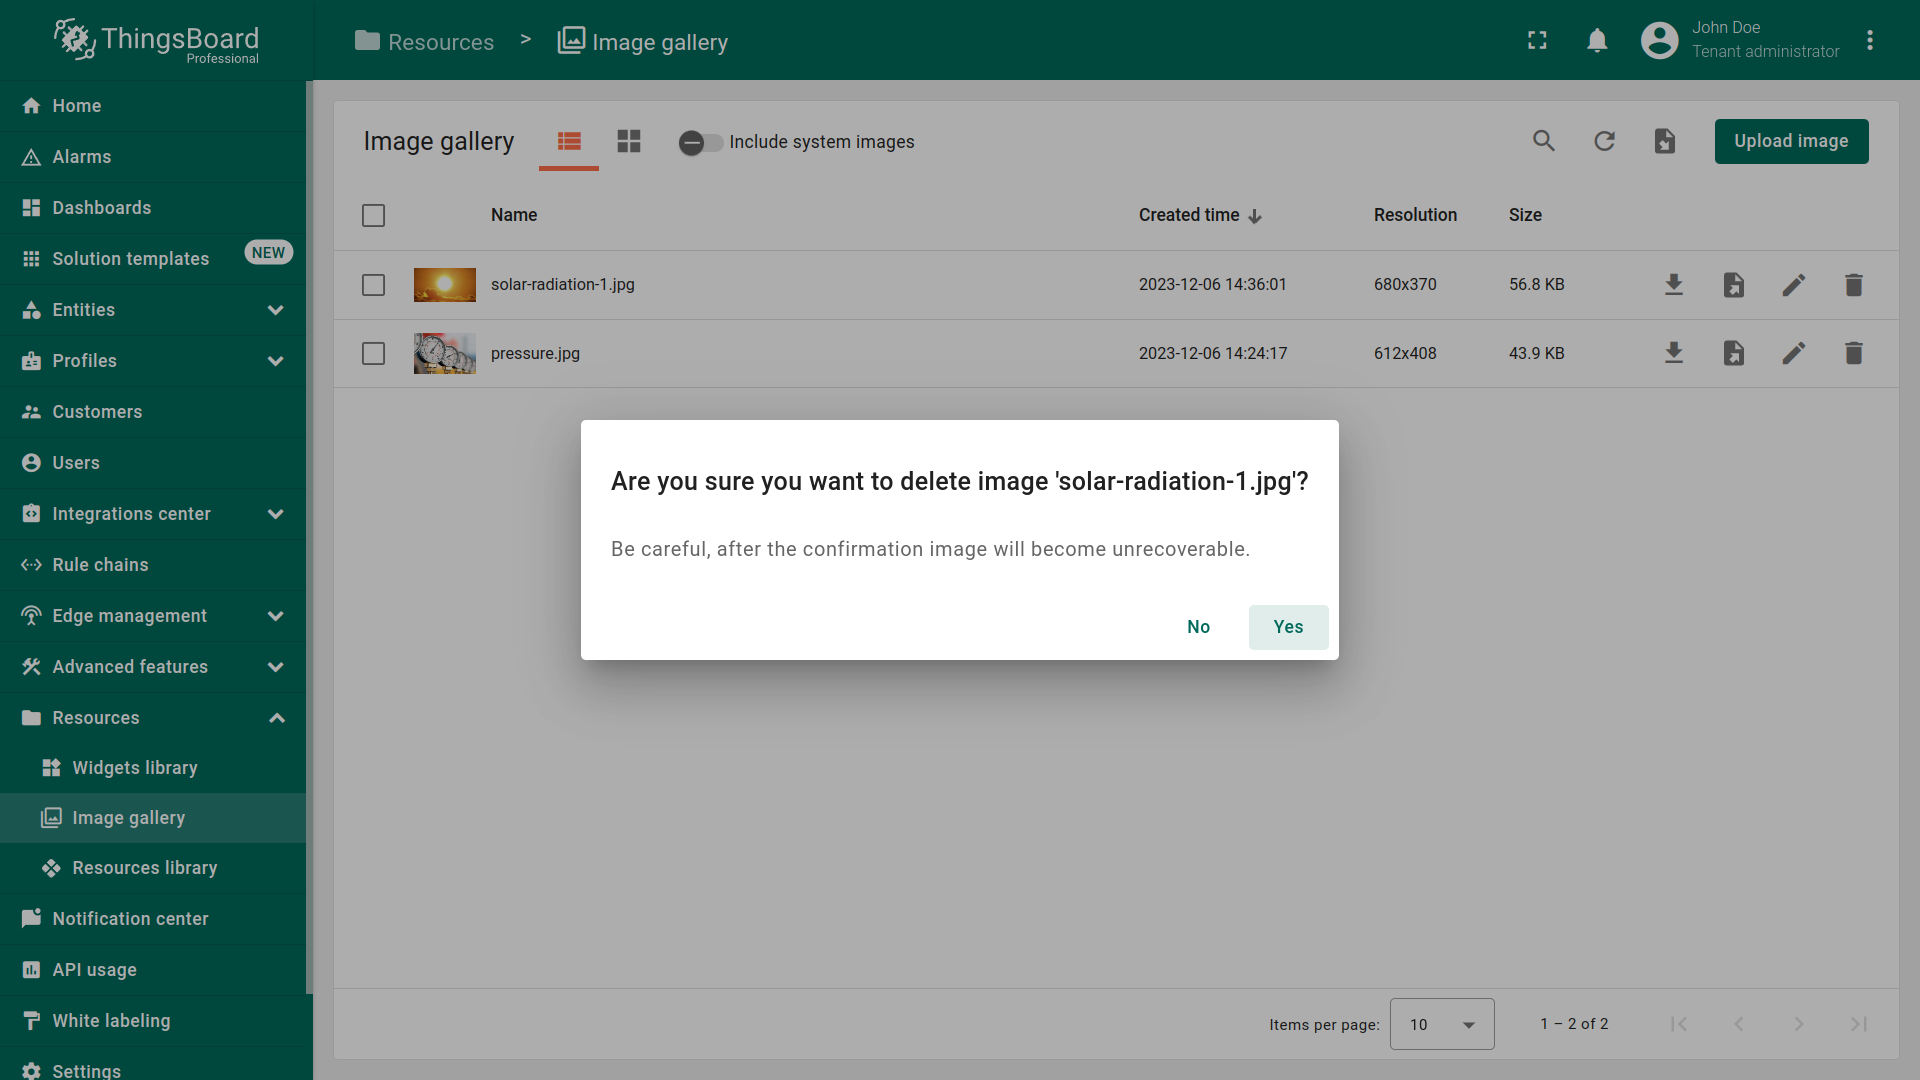 ThingsBoard
Professional
Resources > Image gallery
John Doe
Tenant administrator
Home
Alarms
Dashboards
Solution templates NEW
Entities
Profiles
Customers
Users
Integrations center
Rule chains
Edge management
Advanced features
Resources
Widgets library
Image gallery
Resources library
Notification center
API usage
White labeling
Settings
Image gallery Include system images Upload image
Name Created time Resolution Size
solar-radiation-1.jpg 2023-12-06 14:36:01 680x370 56.8 KB
pressure.jpg 2023-12-06 14:24:17 612x408 43.9 KB
Are you sure you want to delete image 'solar-radiation-1.jpg'?
Be careful, after the confirmation image will become unrecoverable.
No Yes
Items per page: 10 1 – 2 of 2